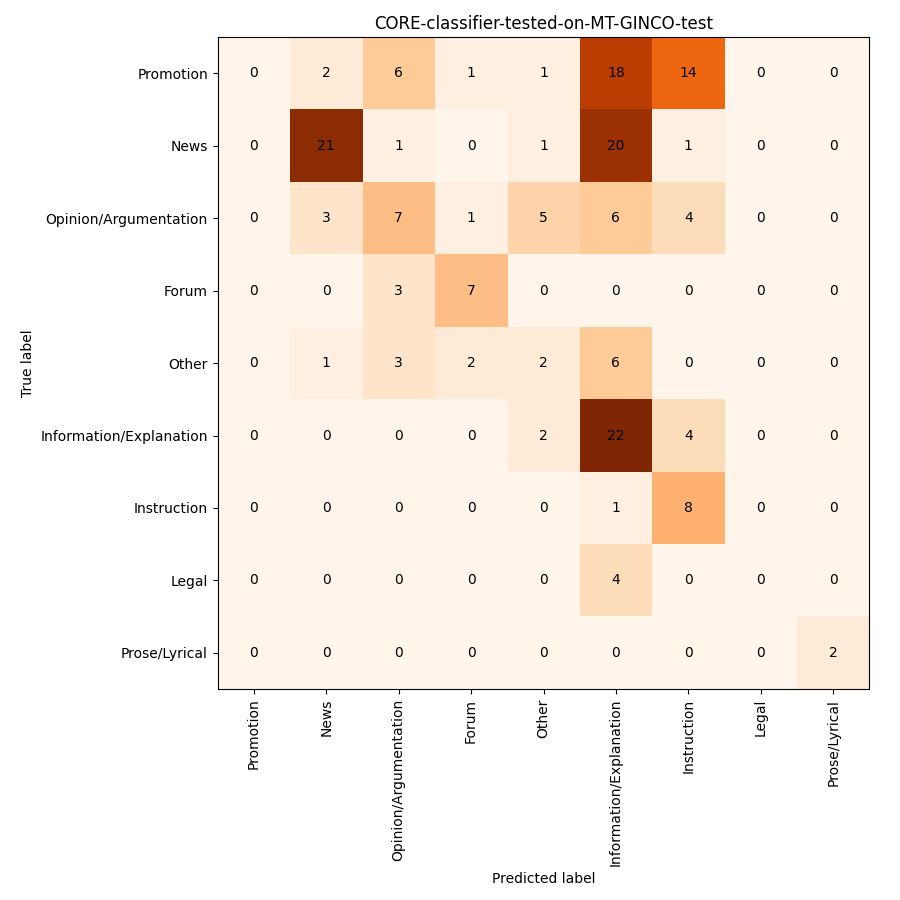 CORE-classifier-tested-on-MT-GINCO-test
True label
Promotion 0 2 6 1 1 18 14 0 0
News 0 21 1 0 1 20 1 0 0
Opinion/Argumentation 0 3 7 1 5 6 4 0 0
Forum 0 0 3 7 0 0 0 0 0
Other 0 1 3 2 2 6 0 0 0
Information/Explanation 0 0 0 0 2 22 4 0 0
Instruction 0 0 0 0 0 1 8 0 0
Legal 0 0 0 0 0 4 0 0 0
Prose/Lyrical 0 0 0 0 0 0 0 0 2
Promotion
News
Opinion/Argumentation
Forum
Other
Information/Explanation
Instruction
Legal
Prose/Lyrical
Predicted label